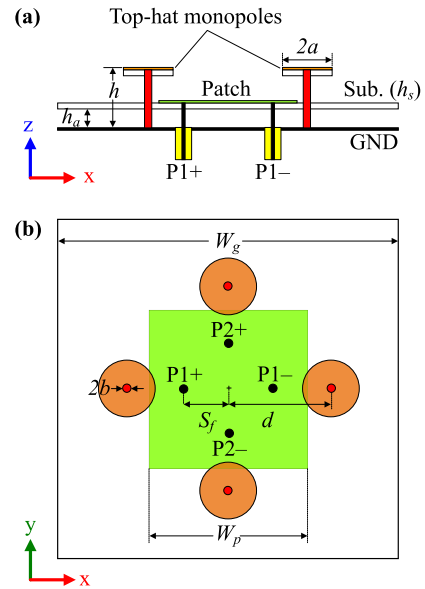 (a)
Top-hat monopoles
2a
h
Patch
Sub. (hs)
ha
GND
z
x
P1+
P1−
(b)
Wg
P2+
2b
P1+
P1−
Sf
d
P2−
Wp
y
x